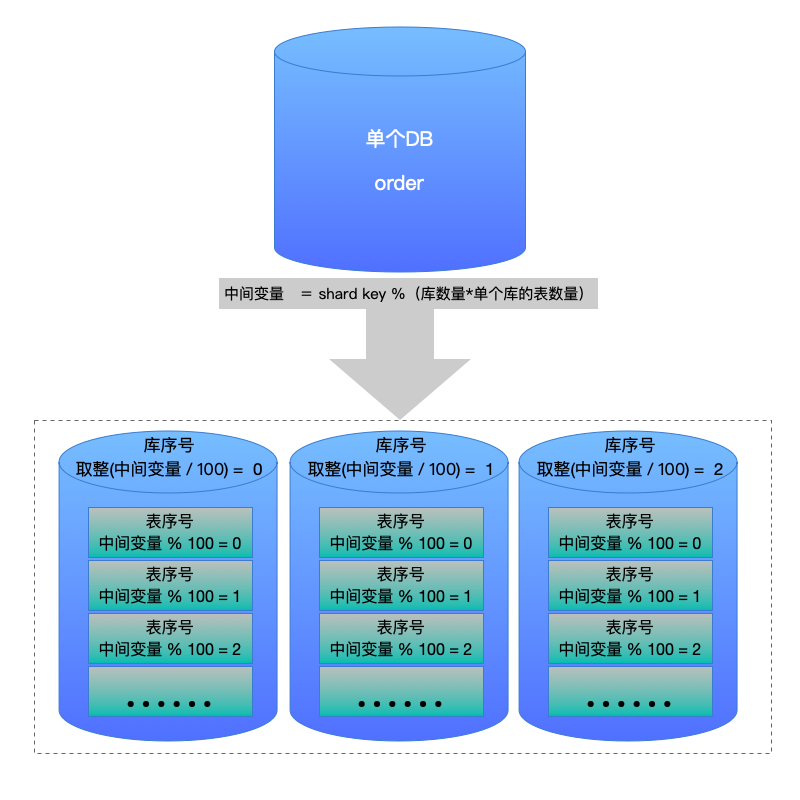 单个DB
order
中间变量 = shard key %（库数量*单个库的表数量）
库序号
取整(中间变量 / 100) = 0
表序号
中间变量 % 100 = 0
表序号
中间变量 % 100 = 1
表序号
中间变量 % 100 = 2
••••••
库序号
取整(中间变量 / 100) = 1
表序号
中间变量 % 100 = 0
表序号
中间变量 % 100 = 1
表序号
中间变量 % 100 = 2
••••••
库序号
取整(中间变量 / 100) = 2
表序号
中间变量 % 100 = 0
表序号
中间变量 % 100 = 1
表序号
中间变量 % 100 = 2
••••••